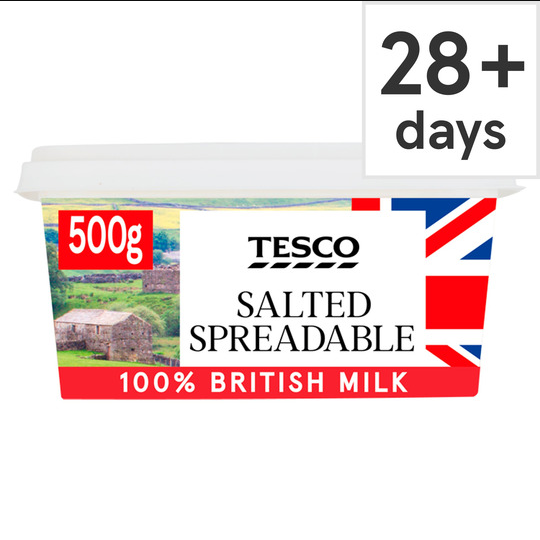 28+
days
500g
TESCO
SALTED
SPREADABLE
100% BRITISH MILK